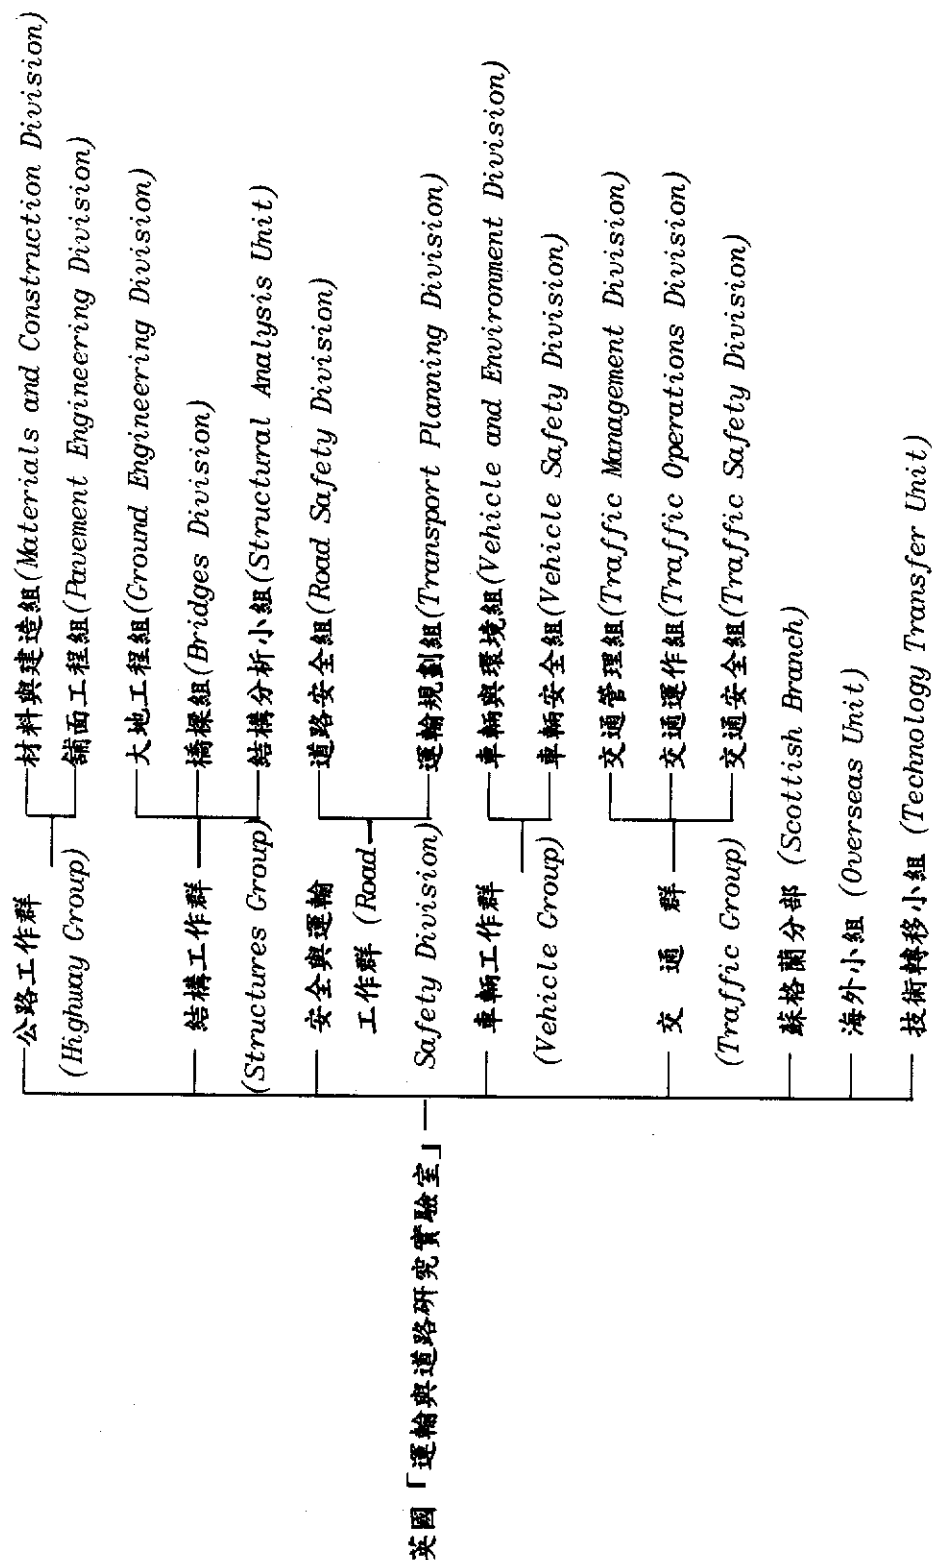 英國「運輸與道路研究實驗室」
公路工作群
(Highway Group)
材料與建造組(Materials and Construction Division)
舖面工程組(Pavement Engineering Division)
結構工作群
(Structures Group)
大地工程組(Ground Engineering Division)
橋樑組(Bridges Division)
結構分析小組(Structural Analysis Unit)
安全與運輸
工作群 (Road
Safety Division)
道路安全組(Road Safety Division)
運輸規劃組(Transport Planning Division)
車輛工作群
(Vehicle Group)
車輛與環境組(Vehicle and Environment Division)
車輛安全組(Vehicle Safety Division)
交通群
(Traffic Group)
交通管理組(Traffic Management Division)
交通運作組(Traffic Operations Division)
交通安全組(Traffic Safety Division)
蘇格蘭分部 (Scottish Branch)
海外小組 (Overseas Unit)
技術轉移小組 (Technology Transfer Unit)